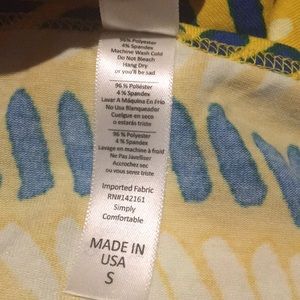 96% Polyester
4% Spandex
Machine Wash Cold
Do Not Bleach
Hang Dry
or you'll be sad
96 % Poliéster
4 % Spandex
Lavar A Máquina En Frío
No Usa Blanqueador
Cuelgue en seco
o estarás triste
96 % Polyester
4 % Spandex
Lavage en machine à froid
Ne Pas Javelliser
Accrochez sec
ou vous serez triste
Imported Fabric
RN#142161
Simply
Comfortable
MADE IN
USA
S